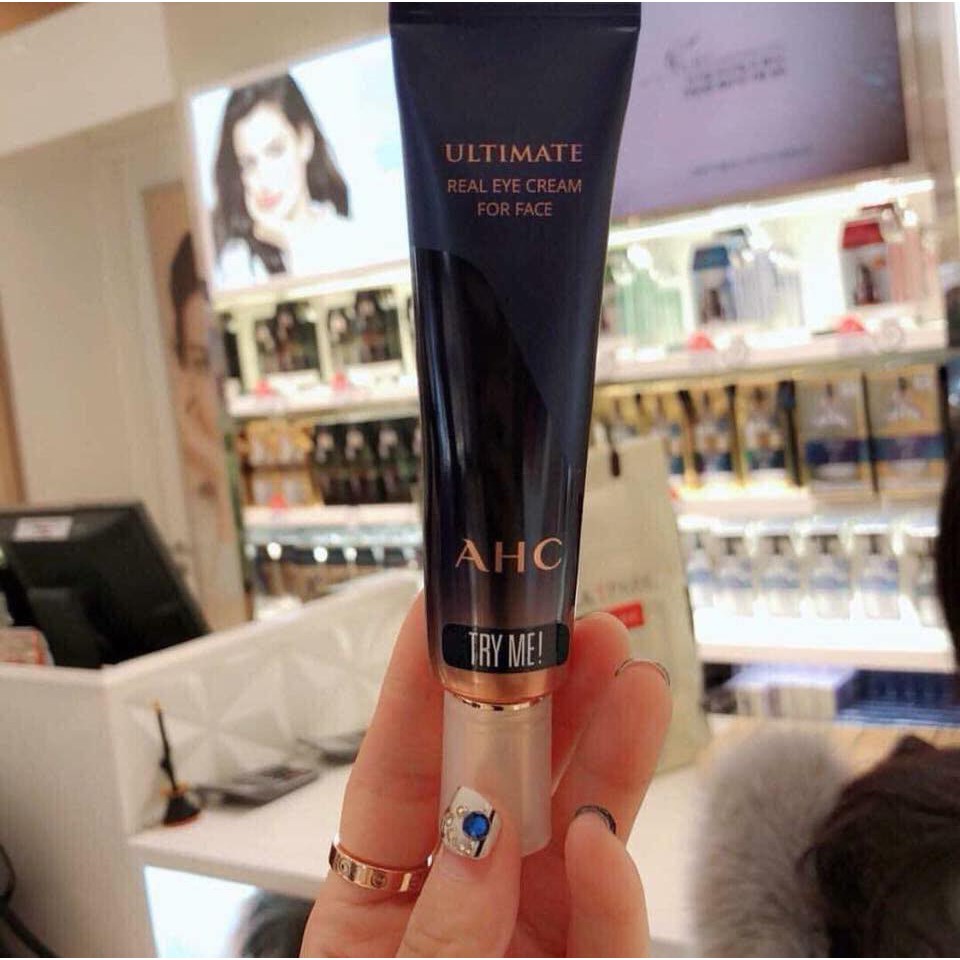 ULTIMATE
REAL EYE CREAM
FOR FACE
AHC
TRY ME!